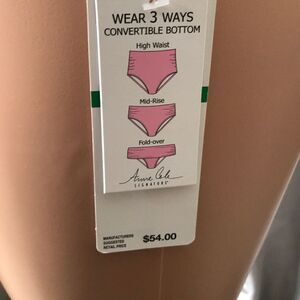 WEAR 3 WAYS
CONVERTIBLE BOTTOM
High Waist
Mid-Rise
Fold-over
Anne Cole
SIGNATURE
MANUFACTURERS
SUGGESTED
RETAIL PRICE
$54.00